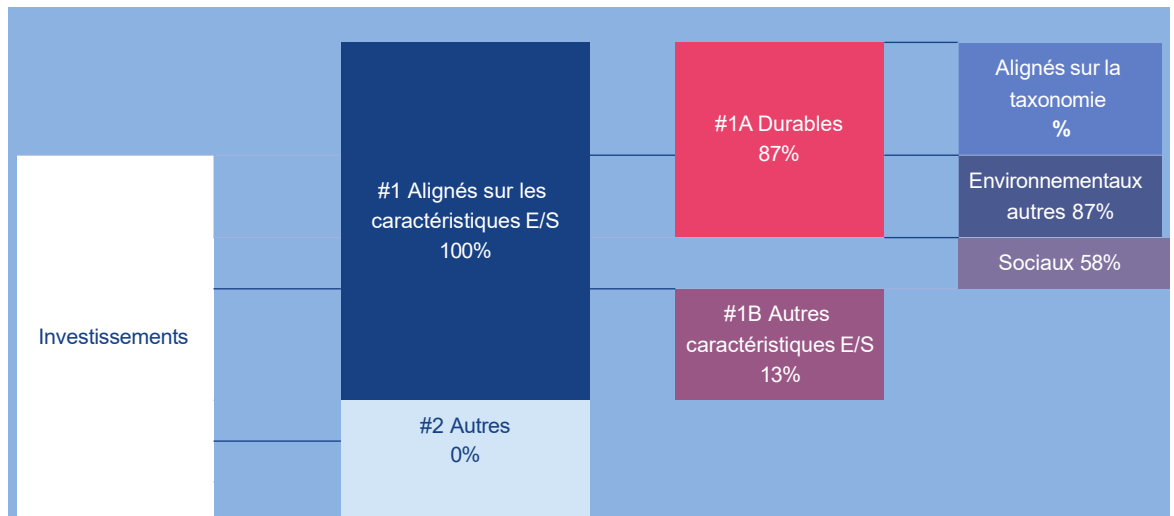 Investissements
#1 Alignés sur les
caractéristiques E/S
100%
#2 Autres
0%
#1A Durables
87%
#1B Autres
caractéristiques E/S
13%
Alignés sur la
taxonomie
%
Environnementaux
autres 87%
Sociaux 58%